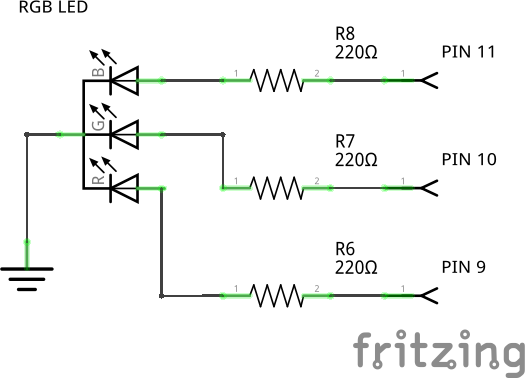 RGB LED
R8
220Ω
PIN 11
B
1
2
1
R7
220Ω
PIN 10
G
1
2
1
R
R6
220Ω
PIN 9
1
2
1
fritzing